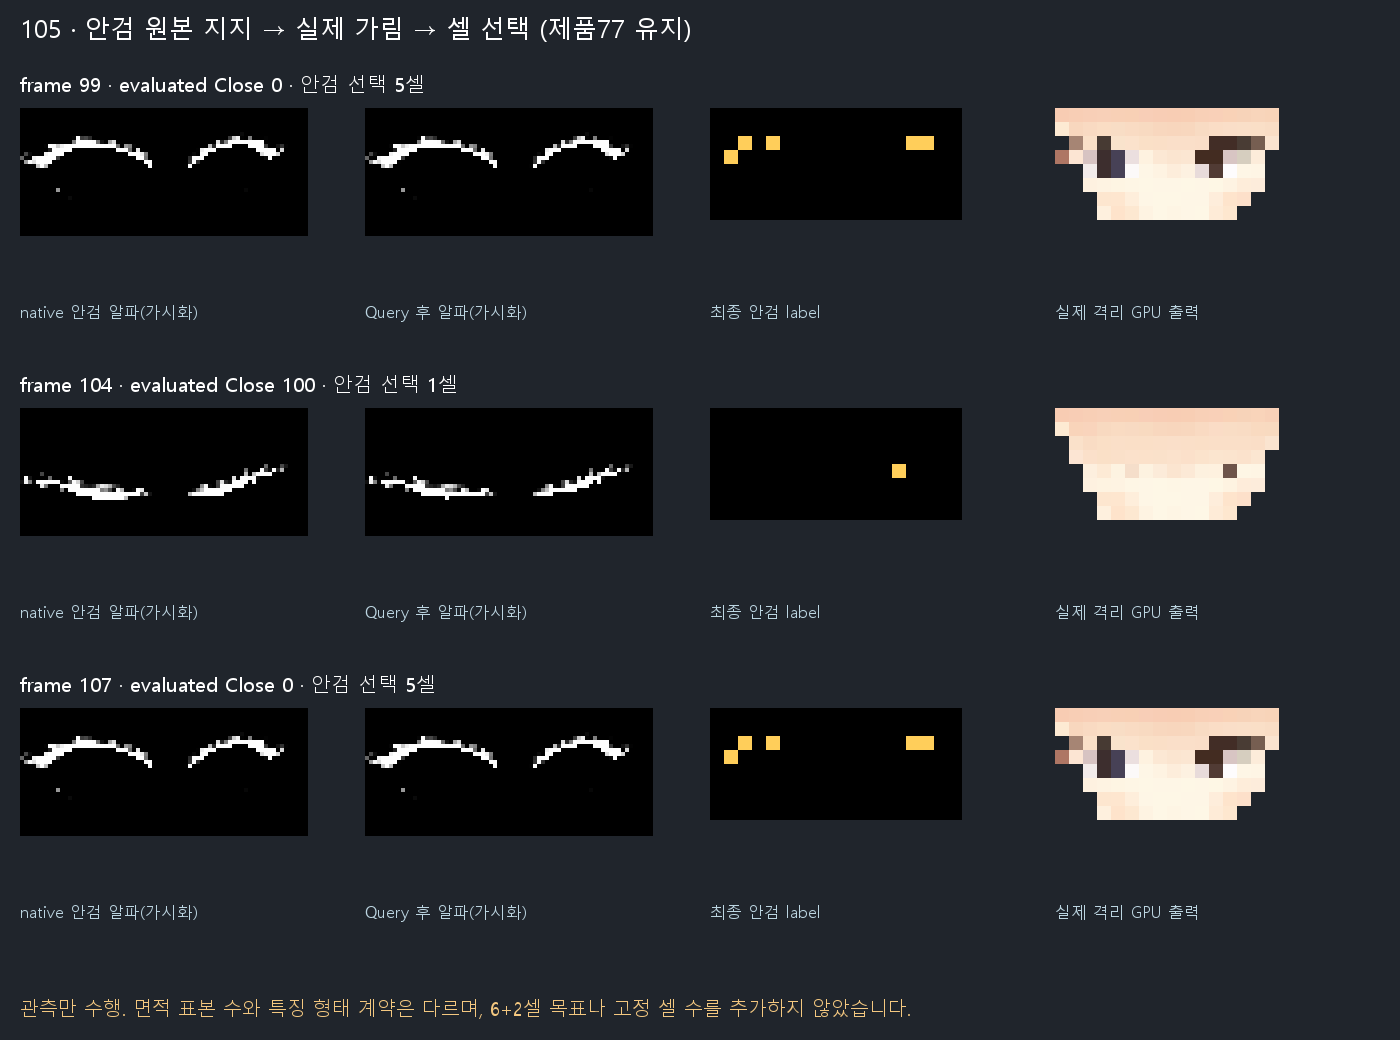 105 · 안검 원본 지지 → 실제 가림 → 셀 선택 (제품77 유지)
frame 99 · evaluated Close 0 · 안검 선택 5셀
native 안검 알파(가시화)
Query 후 알파(가시화)
최종 안검 label
실제 격리 GPU 출력
frame 104 · evaluated Close 100 · 안검 선택 1셀
native 안검 알파(가시화)
Query 후 알파(가시화)
최종 안검 label
실제 격리 GPU 출력
frame 107 · evaluated Close 0 · 안검 선택 5셀
native 안검 알파(가시화)
Query 후 알파(가시화)
최종 안검 label
실제 격리 GPU 출력
관측만 수행. 면적 표본 수와 특징 형태 계약은 다르며, 6+2셀 목표나 고정 셀 수를 추가하지 않았습니다.